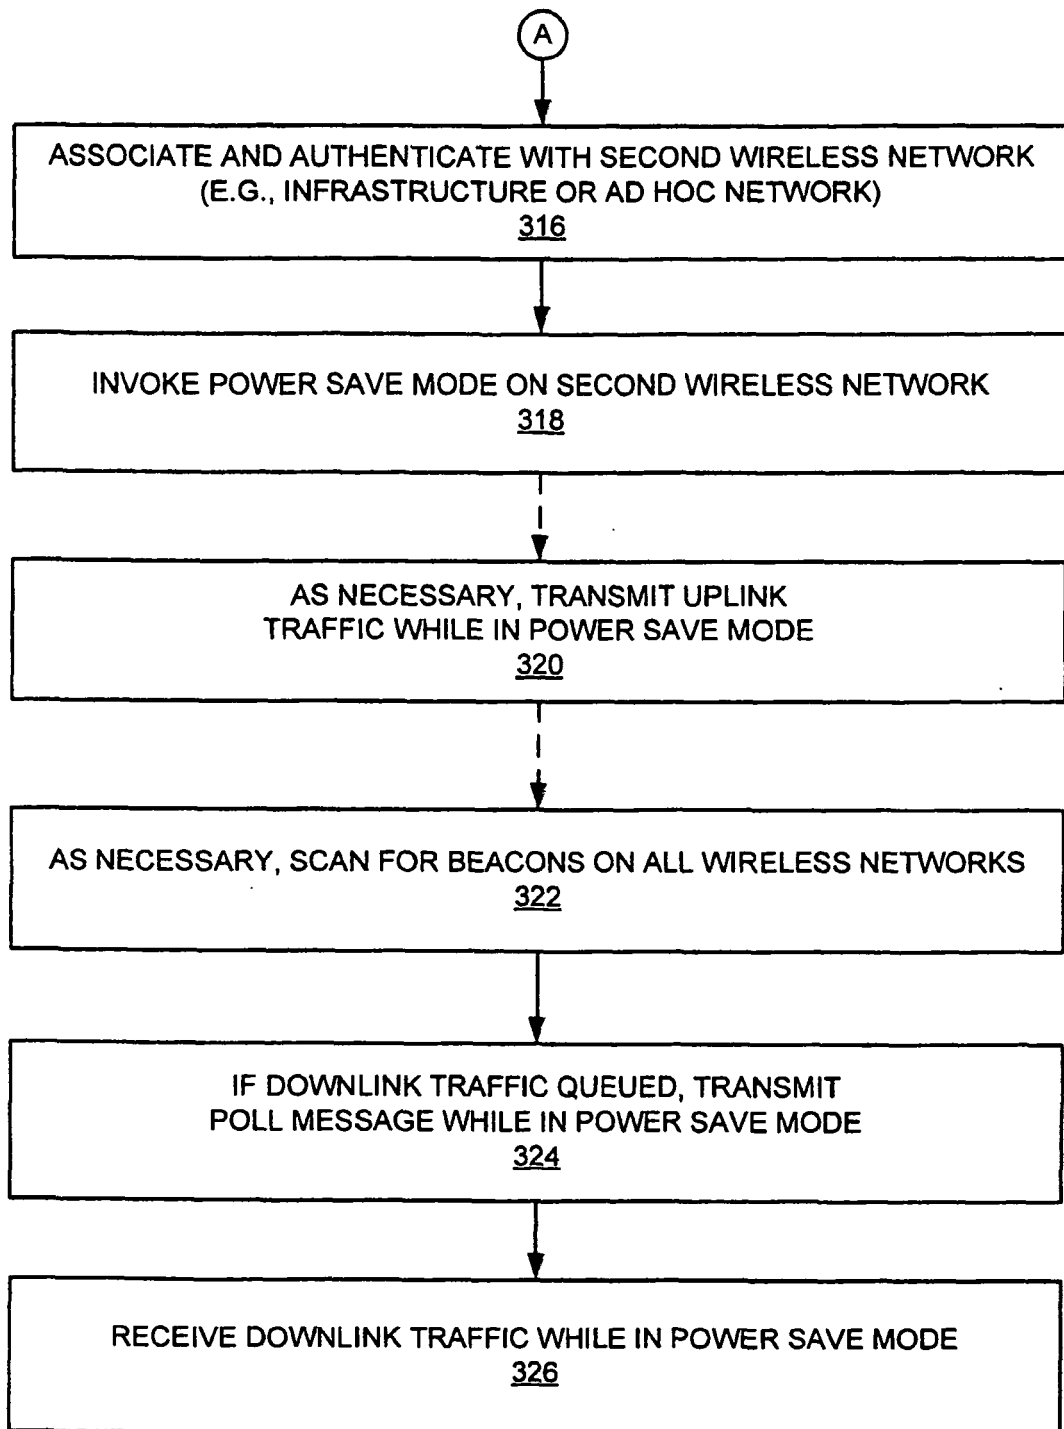 A
ASSOCIATE AND AUTHENTICATE WITH SECOND WIRELESS NETWORK
(E.G., INFRASTRUCTURE OR AD HOC NETWORK)
316
INVOKE POWER SAVE MODE ON SECOND WIRELESS NETWORK
318
AS NECESSARY, TRANSMIT UPLINK
TRAFFIC WHILE IN POWER SAVE MODE
320
AS NECESSARY, SCAN FOR BEACONS ON ALL WIRELESS NETWORKS
322
IF DOWNLINK TRAFFIC QUEUED, TRANSMIT
POLL MESSAGE WHILE IN POWER SAVE MODE
324
RECEIVE DOWNLINK TRAFFIC WHILE IN POWER SAVE MODE
326